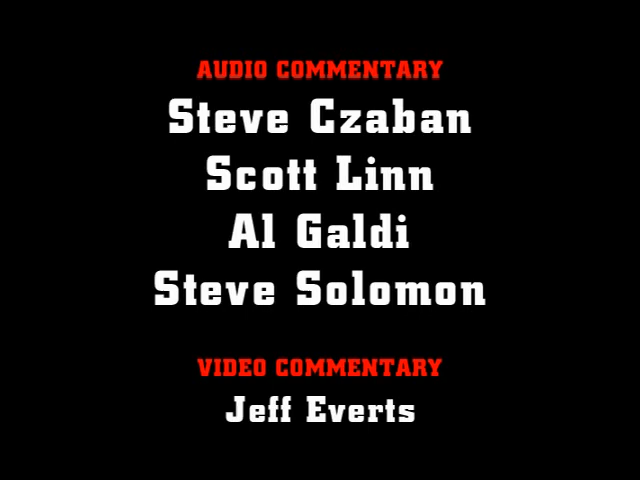 AUDIO COMMENTARY
Steve Czaban
Scott Linn
Al Galdi
Steve Solomon
VIDEO COMMENTARY
Jeff Everts